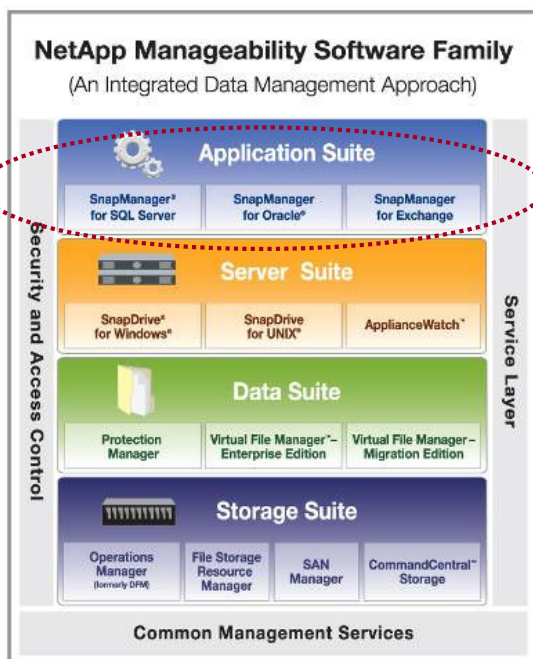 NetApp Manageability Software Family
(An Integrated Data Management Approach)
Security and Access Control
Application Suite
SnapManager®
for SQL Server
SnapManager
for Oracle®
SnapManager
for Exchange
Server Suite
SnapDrive®
for Windows®
SnapDrive
for UNIX®
ApplianceWatch™
Data Suite
Protection
Manager
Virtual File Manager™–
Enterprise Edition
Virtual File Manager–
Migration Edition
Storage Suite
Operations
Manager
(formerly DFM)
File Storage
Resource
Manager
SAN
Manager
CommandCentral™
Storage
Service Layer
Common Management Services